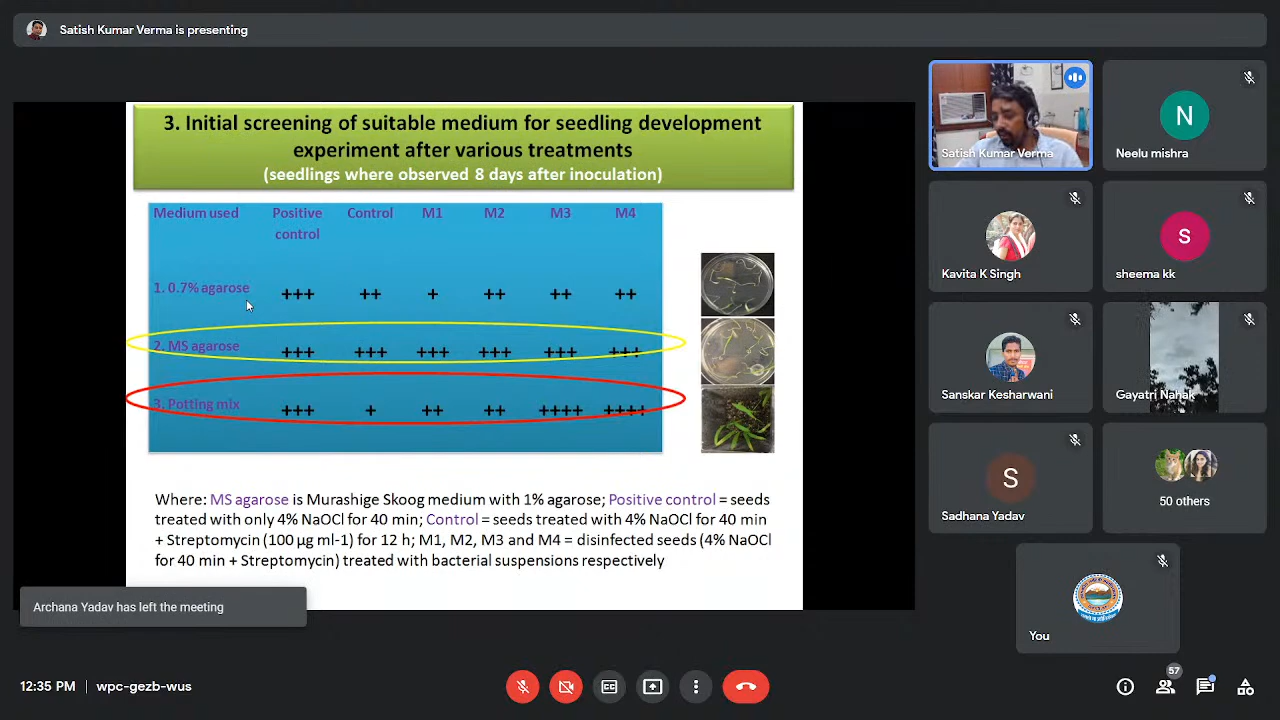 Satish Kumar Verma is presenting
3. Initial screening of suitable medium for seedling development
experiment after various treatments
(seedlings where observed 8 days after inoculation)
Medium used Positive control Control M1 M2 M3 M4
1. 0.7% agarose +++ ++ + ++ ++ ++
2. MS agarose +++ +++ +++ +++ +++ +++
3. Potting mix +++ + ++ ++ ++++ ++++
Where: MS agarose is Murashige Skoog medium with 1% agarose; Positive control = seeds
treated with only 4% NaOCl for 40 min; Control = seeds treated with 4% NaOCl for 40 min
+ Streptomycin (100 µg ml-1) for 12 h; M1, M2, M3 and M4 = disinfected seeds (4% NaOCl
for 40 min + Streptomycin) treated with bacterial suspensions respectively
Archana Yadav has left the meeting
Satish Kumar Verma
N
Neelu mishra
Kavita K Singh
S
sheema kk
Sanskar Kesharwani
Gayatri Nahak
S
Sadhana Yadav
50 others
You
12:35 PM | wpc-gezb-wus
57